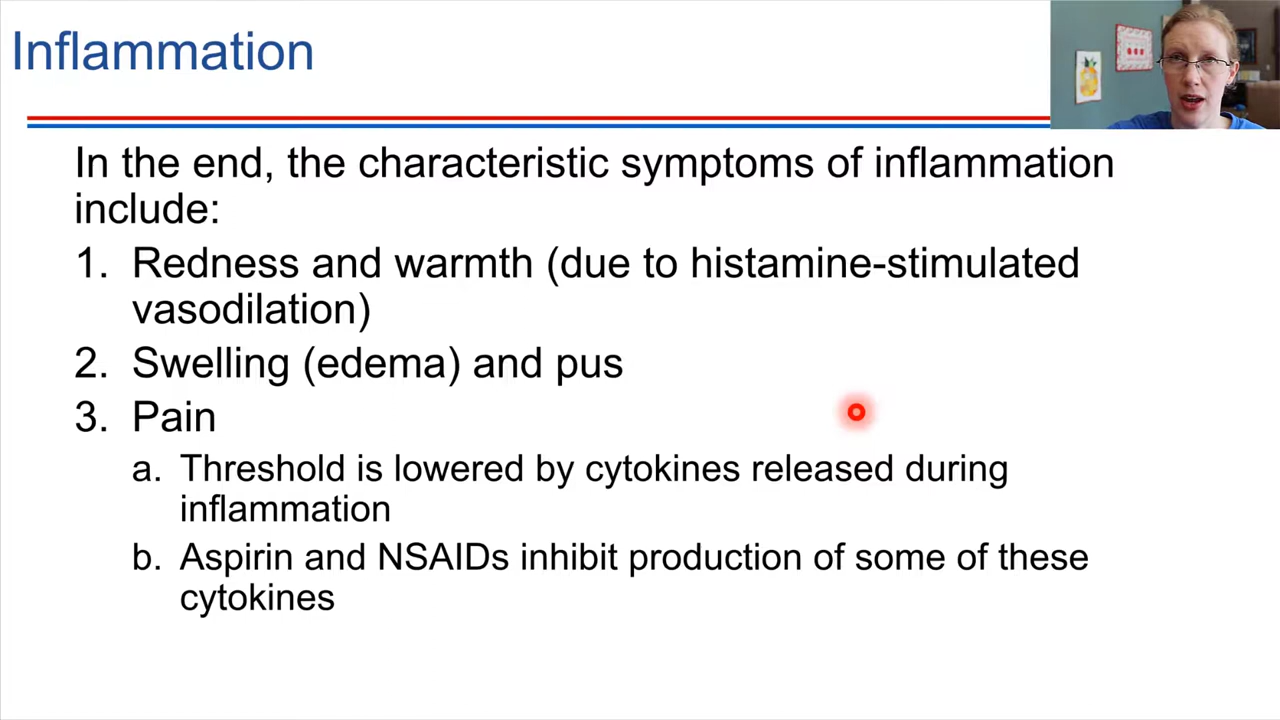 Inflammation
In the end, the characteristic symptoms of inflammation
include:
1. Redness and warmth (due to histamine-stimulated
vasodilation)
2. Swelling (edema) and pus
3. Pain
a. Threshold is lowered by cytokines released during
inflammation
b. Aspirin and NSAIDs inhibit production of some of these
cytokines